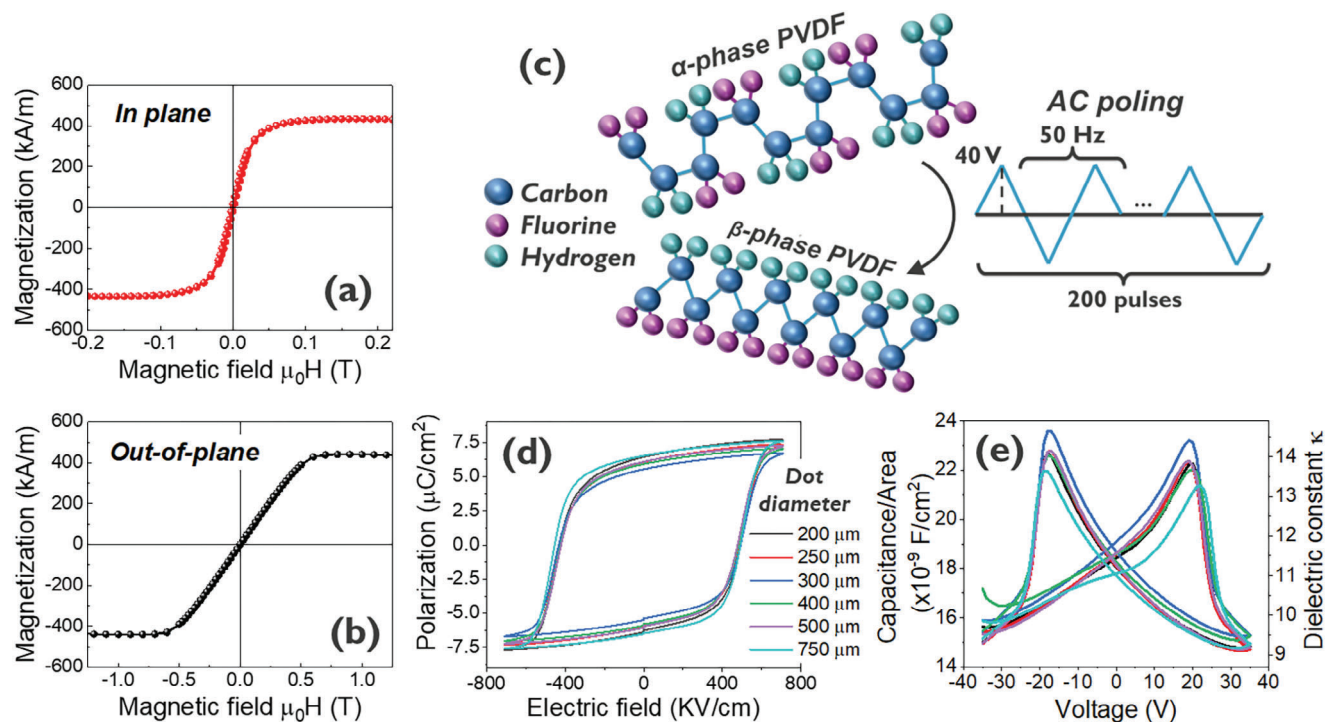 In plane
(a)
600
400
200
0
-200
-400
-600
Magnetization (kA/m)
-0.2 -0.1 0.0 0.1 0.2
Magnetic field μ₀H (T)
Out-of-plane
(b)
600
400
200
0
-200
-400
-600
Magnetization (kA/m)
-1.0 -0.5 0.0 0.5 1.0
Magnetic field μ₀H (T)
(c)
α-phase PVDF
Carbon
Fluorine
Hydrogen
β-phase PVDF
AC poling
50 Hz
40 V
...
200 pulses
(d)
7.5
5.0
2.5
0.0
-2.5
-5.0
-7.5
Polarization (μC/cm²)
-800 -400 0 400 800
Electric field (KV/cm)
Dot
diameter
200 μm
250 μm
300 μm
400 μm
500 μm
750 μm
(e)
24
22
20
18
16
14
Capacitance/Area
(x10⁻⁹ F/cm²)
14
13
12
11
10
9
Dielectric constant κ
-40 -30 -20 -10 0 10 20 30 40
Voltage (V)